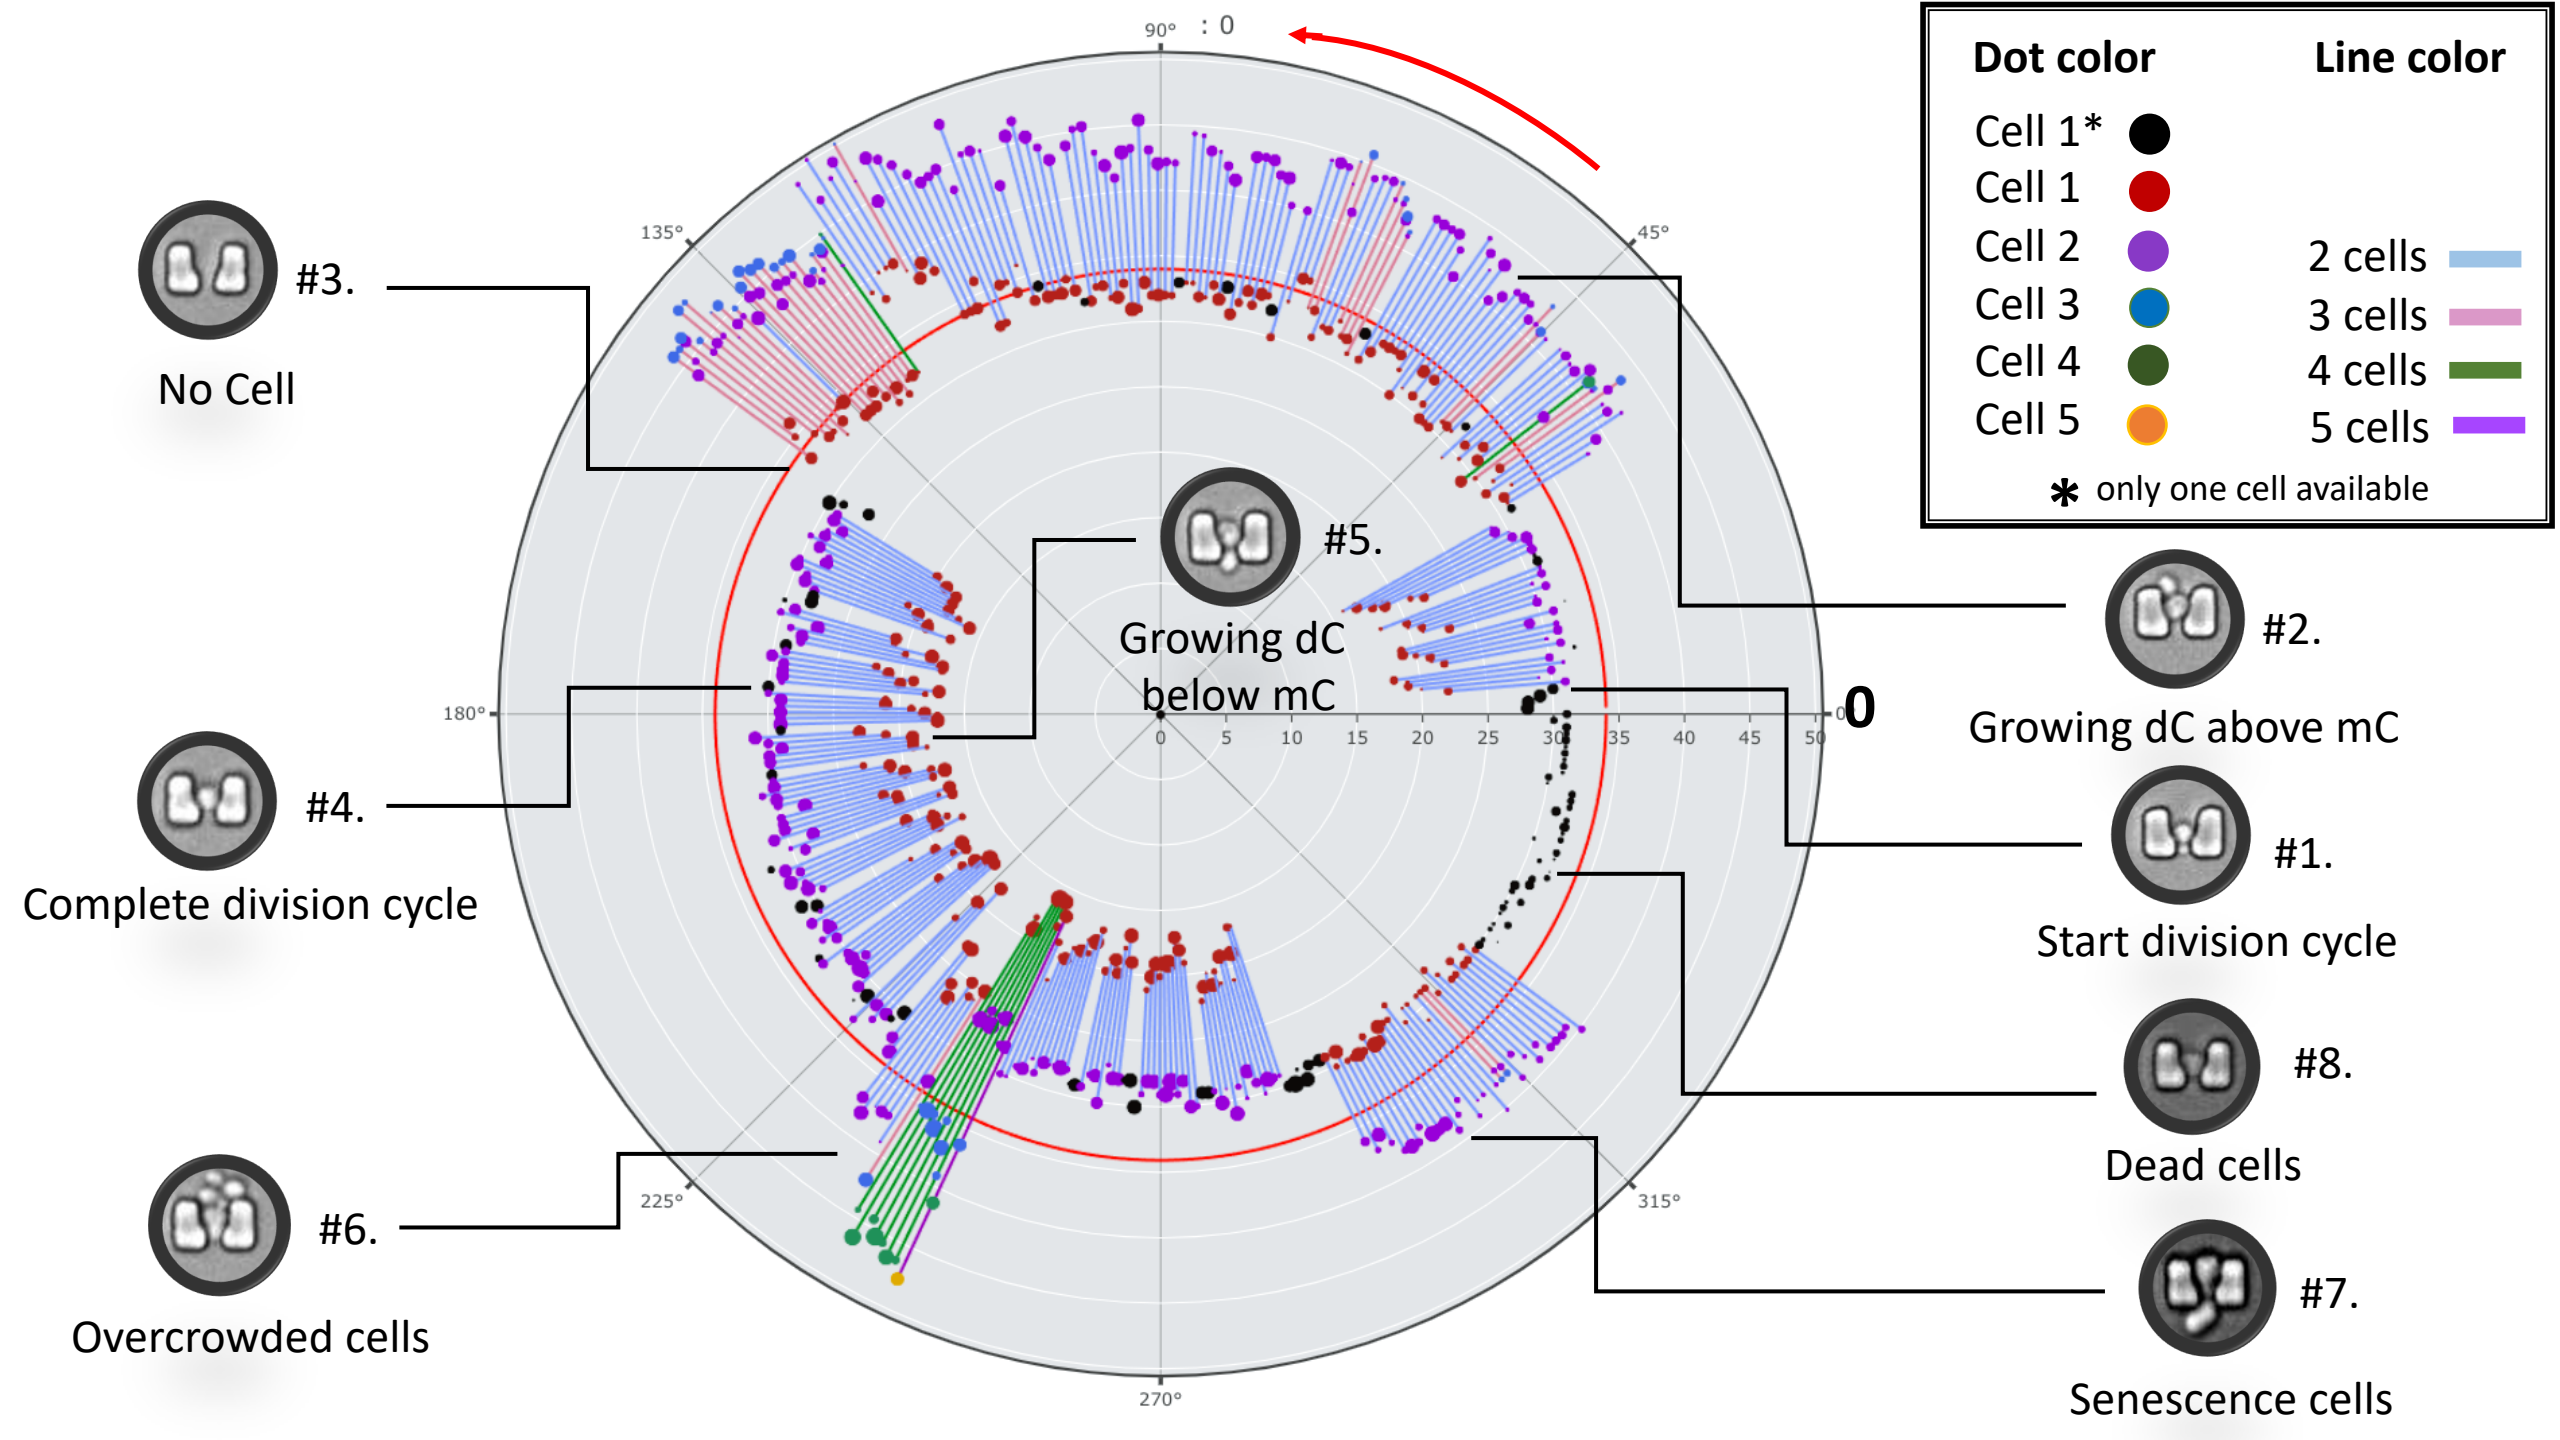 90° : 0
135°
45°
180°
225°
270°
315°
0°
0
0 5 10 15 20 25 30 35 40 45 50
Dot color
Line color
Cell 1*
Cell 1
Cell 2
Cell 3
Cell 4
Cell 5
2 cells
3 cells
4 cells
5 cells
* only one cell available
#3.
No Cell
#4.
Complete division cycle
#6.
Overcrowded cells
#5.
Growing dC
below mC
#2.
Growing dC above mC
#1.
Start division cycle
#8.
Dead cells
#7.
Senescence cells